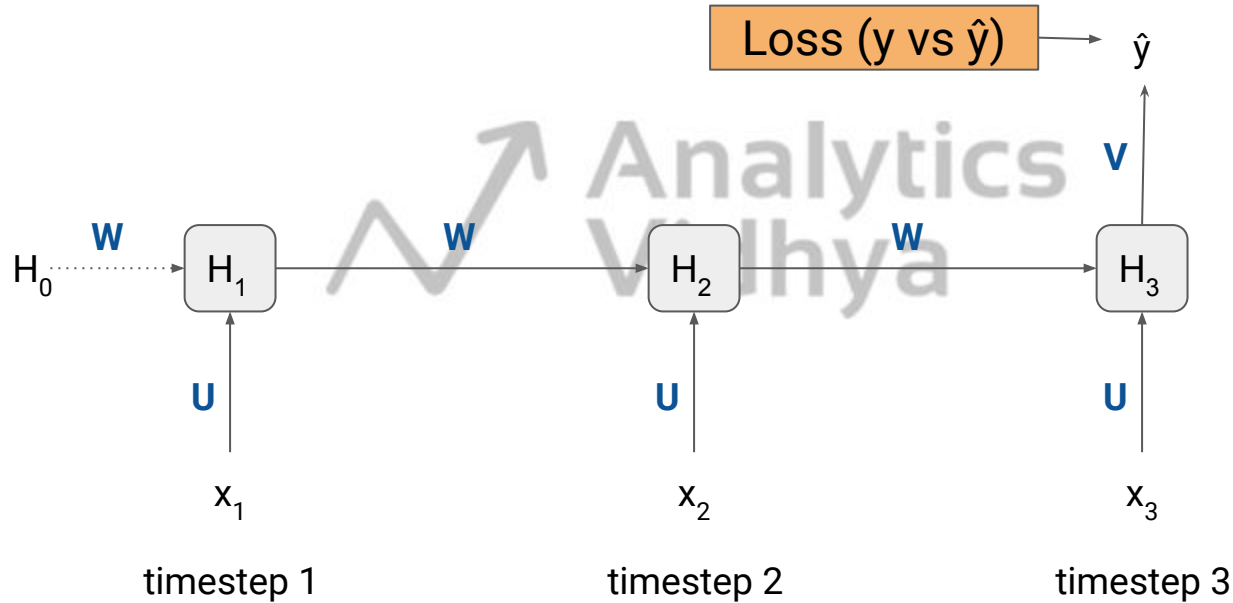 Loss (y vs ŷ)
ŷ
Analytics
Vidhya
V
W
W
W
H₀
H₁
H₂
H₃
U
U
U
x₁
x₂
x₃
timestep 1
timestep 2
timestep 3